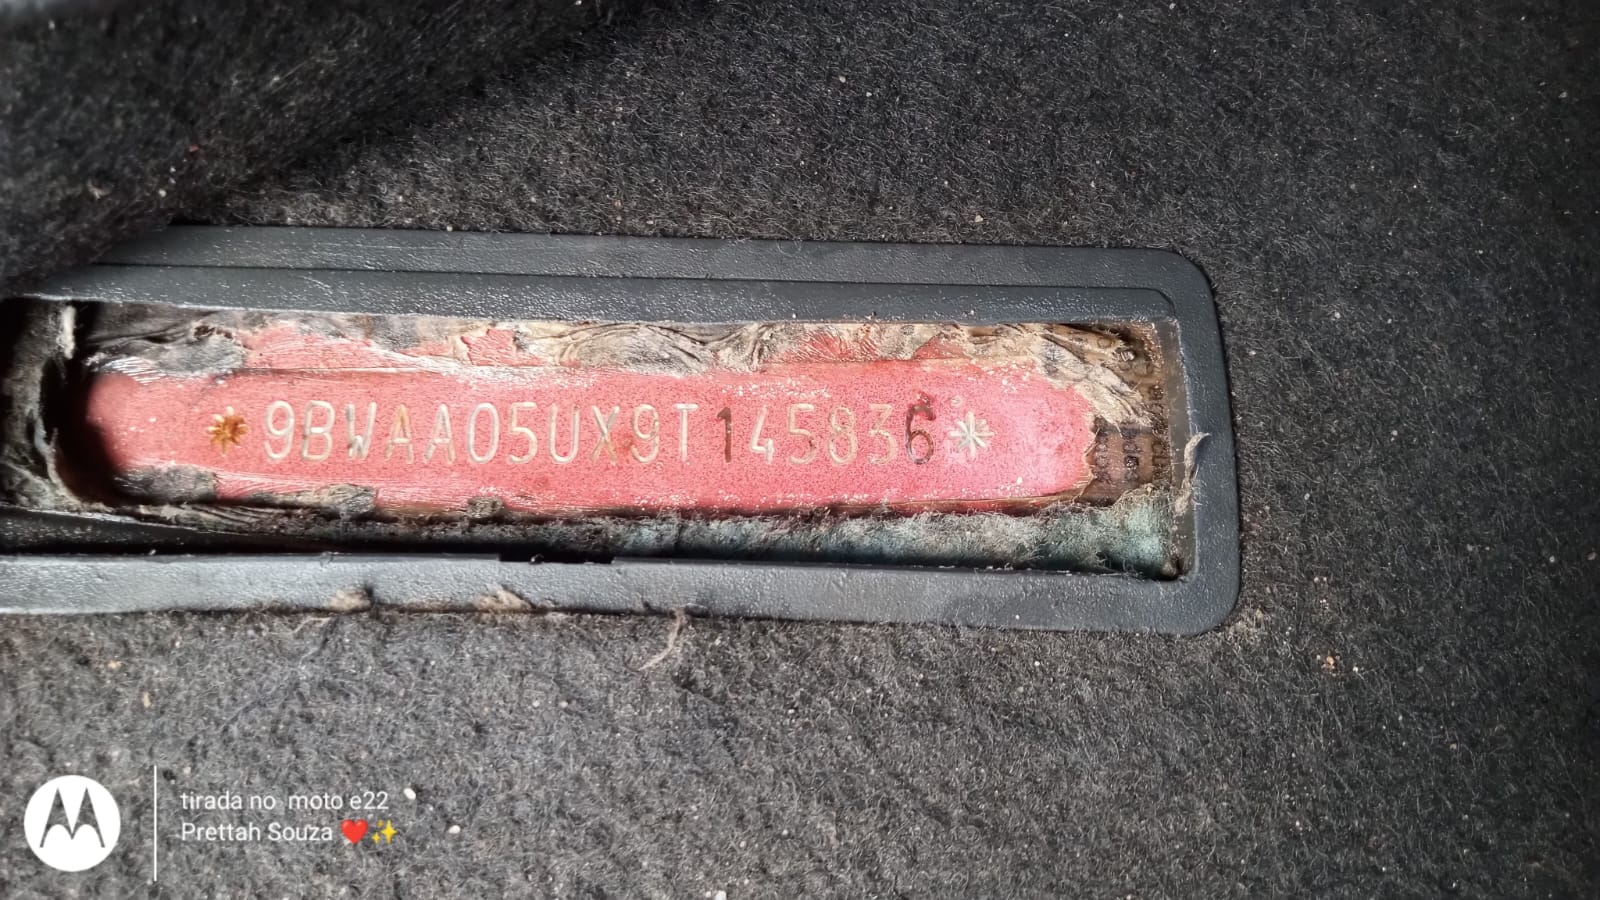 *9BWAA05UX9T145836*
tirada no moto e22
Prettah Souza ❤️✨